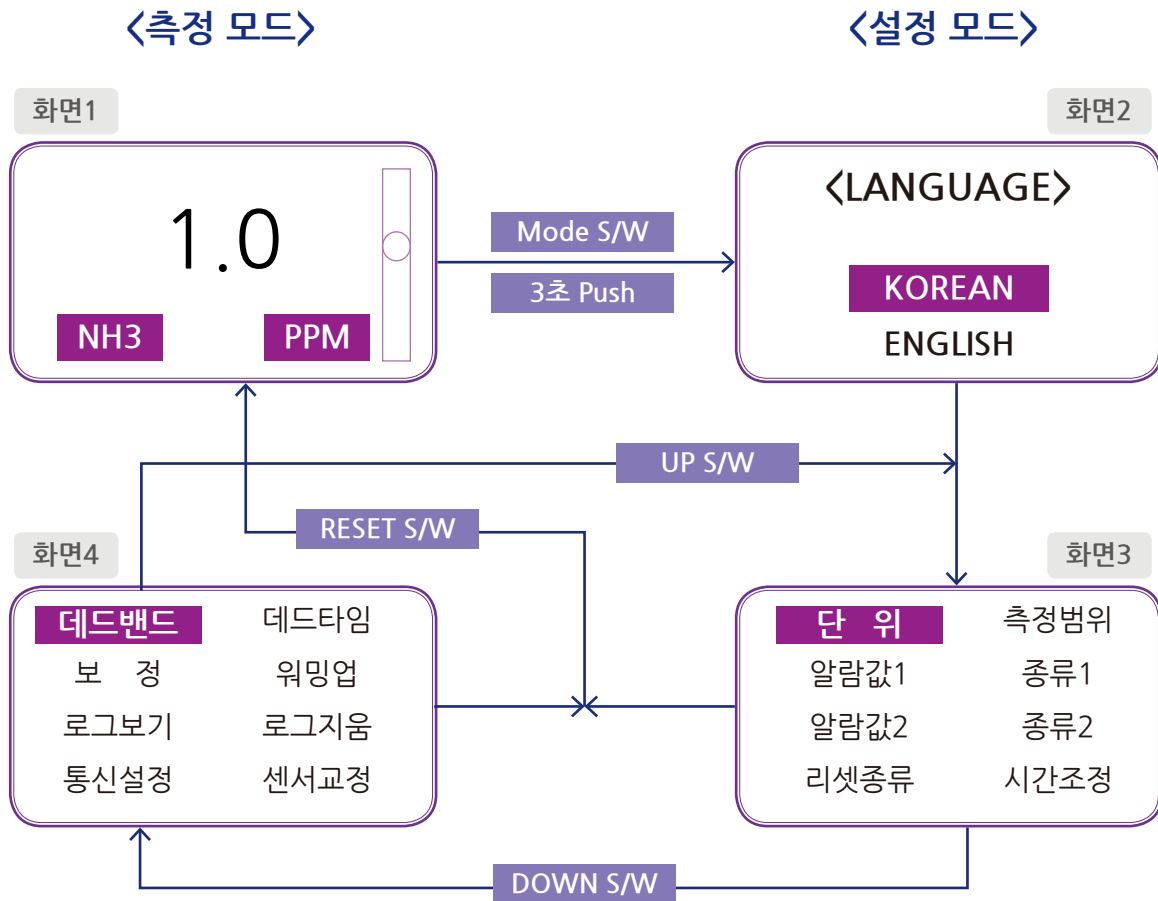 <측정 모드>
<설정 모드>
화면1
화면2
1.0
NH3 PPM
Mode S/W
3초 Push
<LANGUAGE>
KOREAN
ENGLISH
UP S/W
RESET S/W
화면4
화면3
데드밴드 데드타임
보 정 워밍업
로그보기 로그지움
통신설정 센서교정
단 위 측정범위
알람값1 종류1
알람값2 종류2
리셋종류 시간조정
DOWN S/W